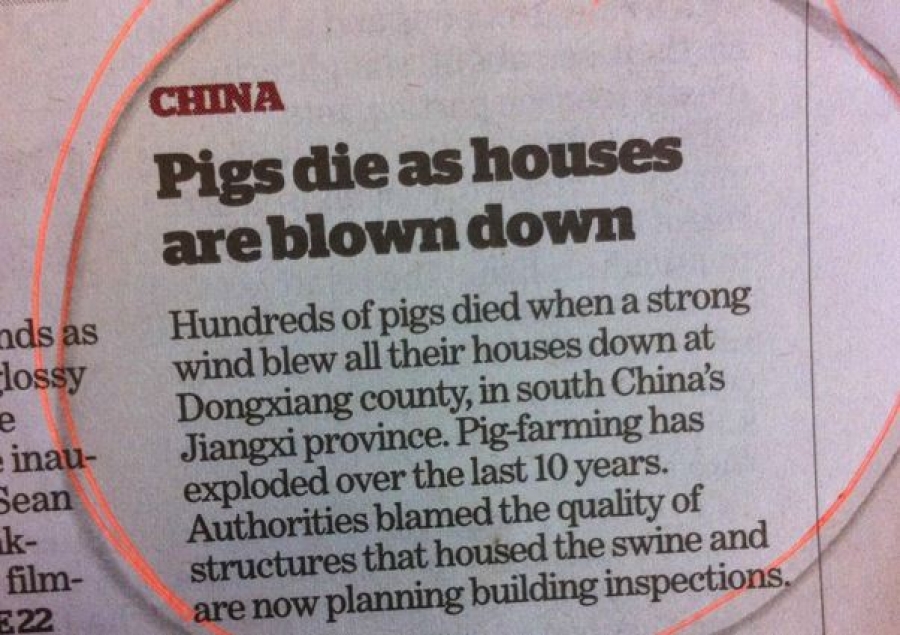 CHINA
Pigs die as houses
are blown down
Hundreds of pigs died when a strong
wind blew all their houses down at
Dongxiang county, in south China's
Jiangxi province. Pig-farming has
exploded over the last 10 years.
Authorities blamed the quality of
structures that housed the swine and
are now planning building inspections.
nds as
lossy
e
inau-
Sean
k-
film-
E 22